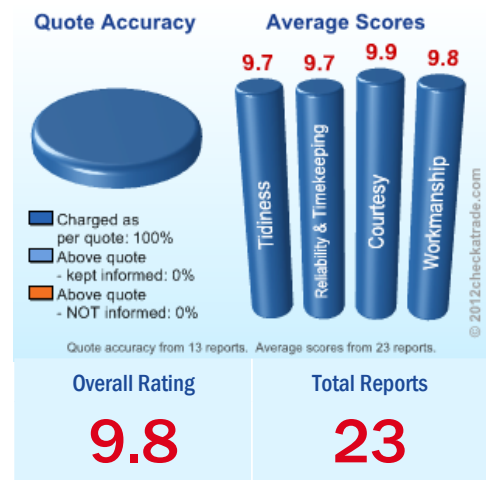 Quote Accuracy
Average Scores
9.7
9.7
9.9
9.8
Tidiness
Reliability & Timekeeping
Courtesy
Workmanship
Charged as
per quote: 100%
Above quote
- kept informed: 0%
Above quote
- NOT informed: 0%
© 2012checkatrade.com
Quote accuracy from 13 reports. Average scores from 23 reports.
Overall Rating
9.8
Total Reports
23